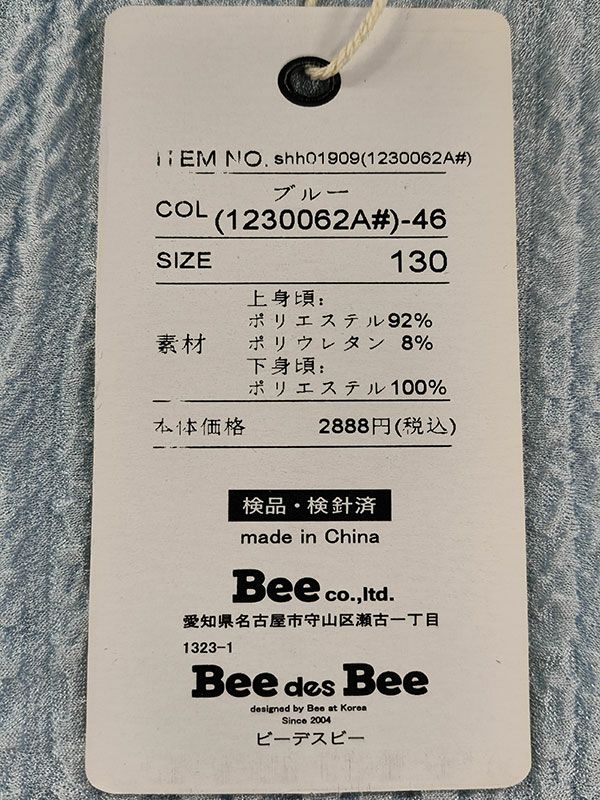 ITEM NO. shh01909(1230062A#)
ブルー
COL (1230062A#)-46
SIZE 130
上身頃:
ポリエステル92%
素材 ポリウレタン 8%
下身頃:
ポリエステル100%
本体価格 2888円(税込)
検品・検針済
made in China
Bee co.,ltd.
愛知県名古屋市守山区瀬古一丁目
1323-1
Bee des Bee
designed by Bee at Korea
Since 2004
ビーデスビー